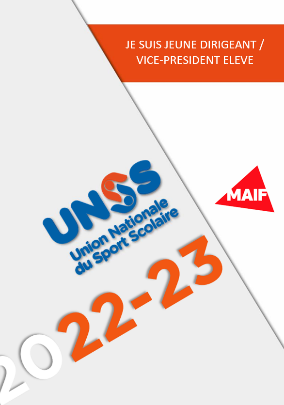 JE SUIS JEUNE DIRIGEANT /
VICE-PRESIDENT ELEVE
MAIF
UNSS
Union Nationale
du Sport Scolaire
2022-23